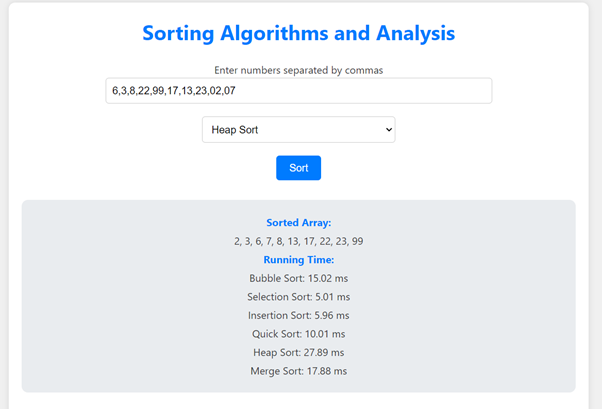 Sorting Algorithms and Analysis
Enter numbers separated by commas
6,3,8,22,99,17,13,23,02,07
Heap Sort
Sort
Sorted Array:
2, 3, 6, 7, 8, 13, 17, 22, 23, 99
Running Time:
Bubble Sort: 15.02 ms
Selection Sort: 5.01 ms
Insertion Sort: 5.96 ms
Quick Sort: 10.01 ms
Heap Sort: 27.89 ms
Merge Sort: 17.88 ms